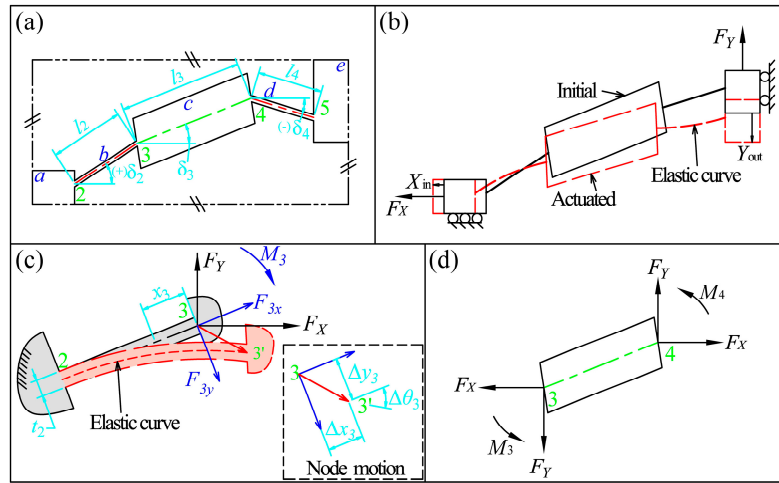 (a)
l3
l4
e
c
d
5
l2
4
(-)δ4
b
3
a
(+)δ2
δ3
2
(b)
FY
Initial
Xin
Yout
FX
Elastic curve
Actuated
(c)
FY
M3
x3
3
F3x
FX
2
3'
F3y
Elastic curve
t2
3
Δy3
3'
Δθ3
Δx3
Node motion
(d)
FY
M4
FX
4
FX
3
M3
FY